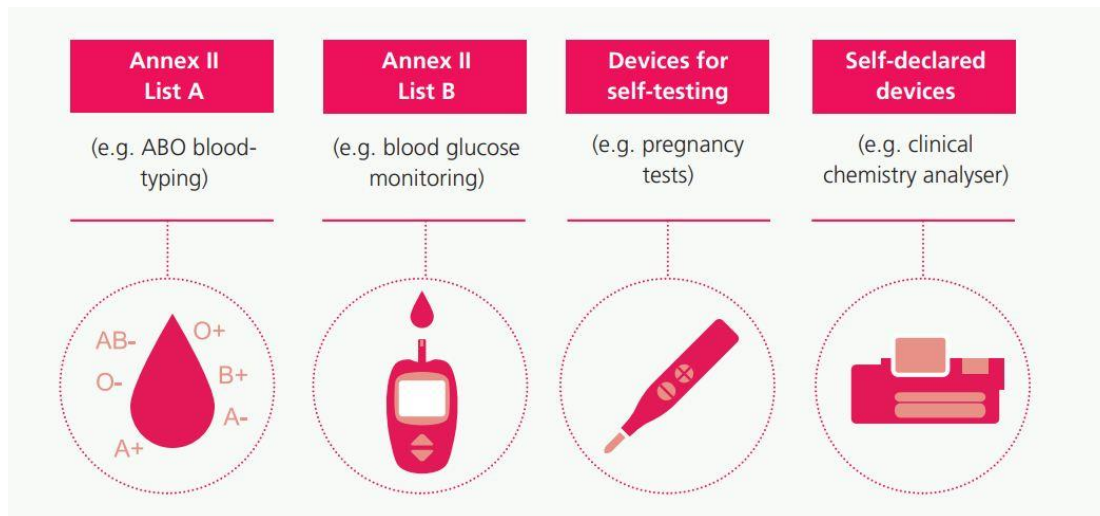 Annex II
List A
(e.g. ABO blood-
typing)
Annex II
List B
(e.g. blood glucose
monitoring)
Devices for
self-testing
(e.g. pregnancy
tests)
Self-declared
devices
(e.g. clinical
chemistry analyser)
AB-
O+
O-
B+
A-
A+